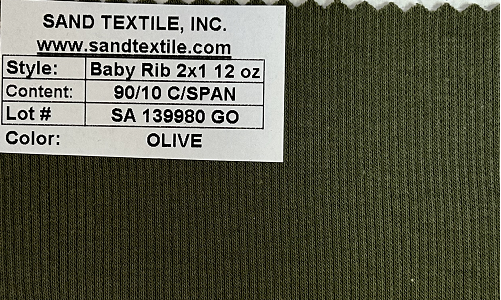 SAND TEXTILE, INC.
www.sandtextile.com
Style: Baby Rib 2x1 12 oz
Content: 90/10 C/SPAN
Lot # SA 139980 GO
Color: OLIVE